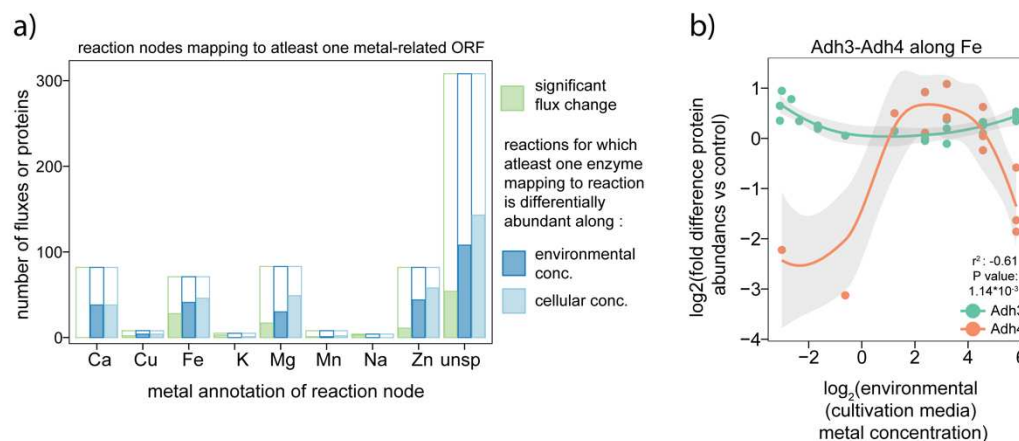 a)
reaction nodes mapping to atleast one metal-related ORF
number of fluxes or proteins
300
200
100
0
Ca Cu Fe K Mg Mn Na Zn unsp
metal annotation of reaction node
significant
flux change
reactions for which
atleast one enzyme
mapping to reaction
is differentially
abundant along :
environmental
conc.
cellular conc.
b)
Adh3-Adh4 along Fe
log2(fold difference protein
abundancs vs control)
1
0
−1
−2
−3
−4
r²: -0.61
P value:
1.14*10⁻³
Adh3
Adh4
−2 0 2 4 6
log₂(environmental
(cultivation media)
metal concentration)